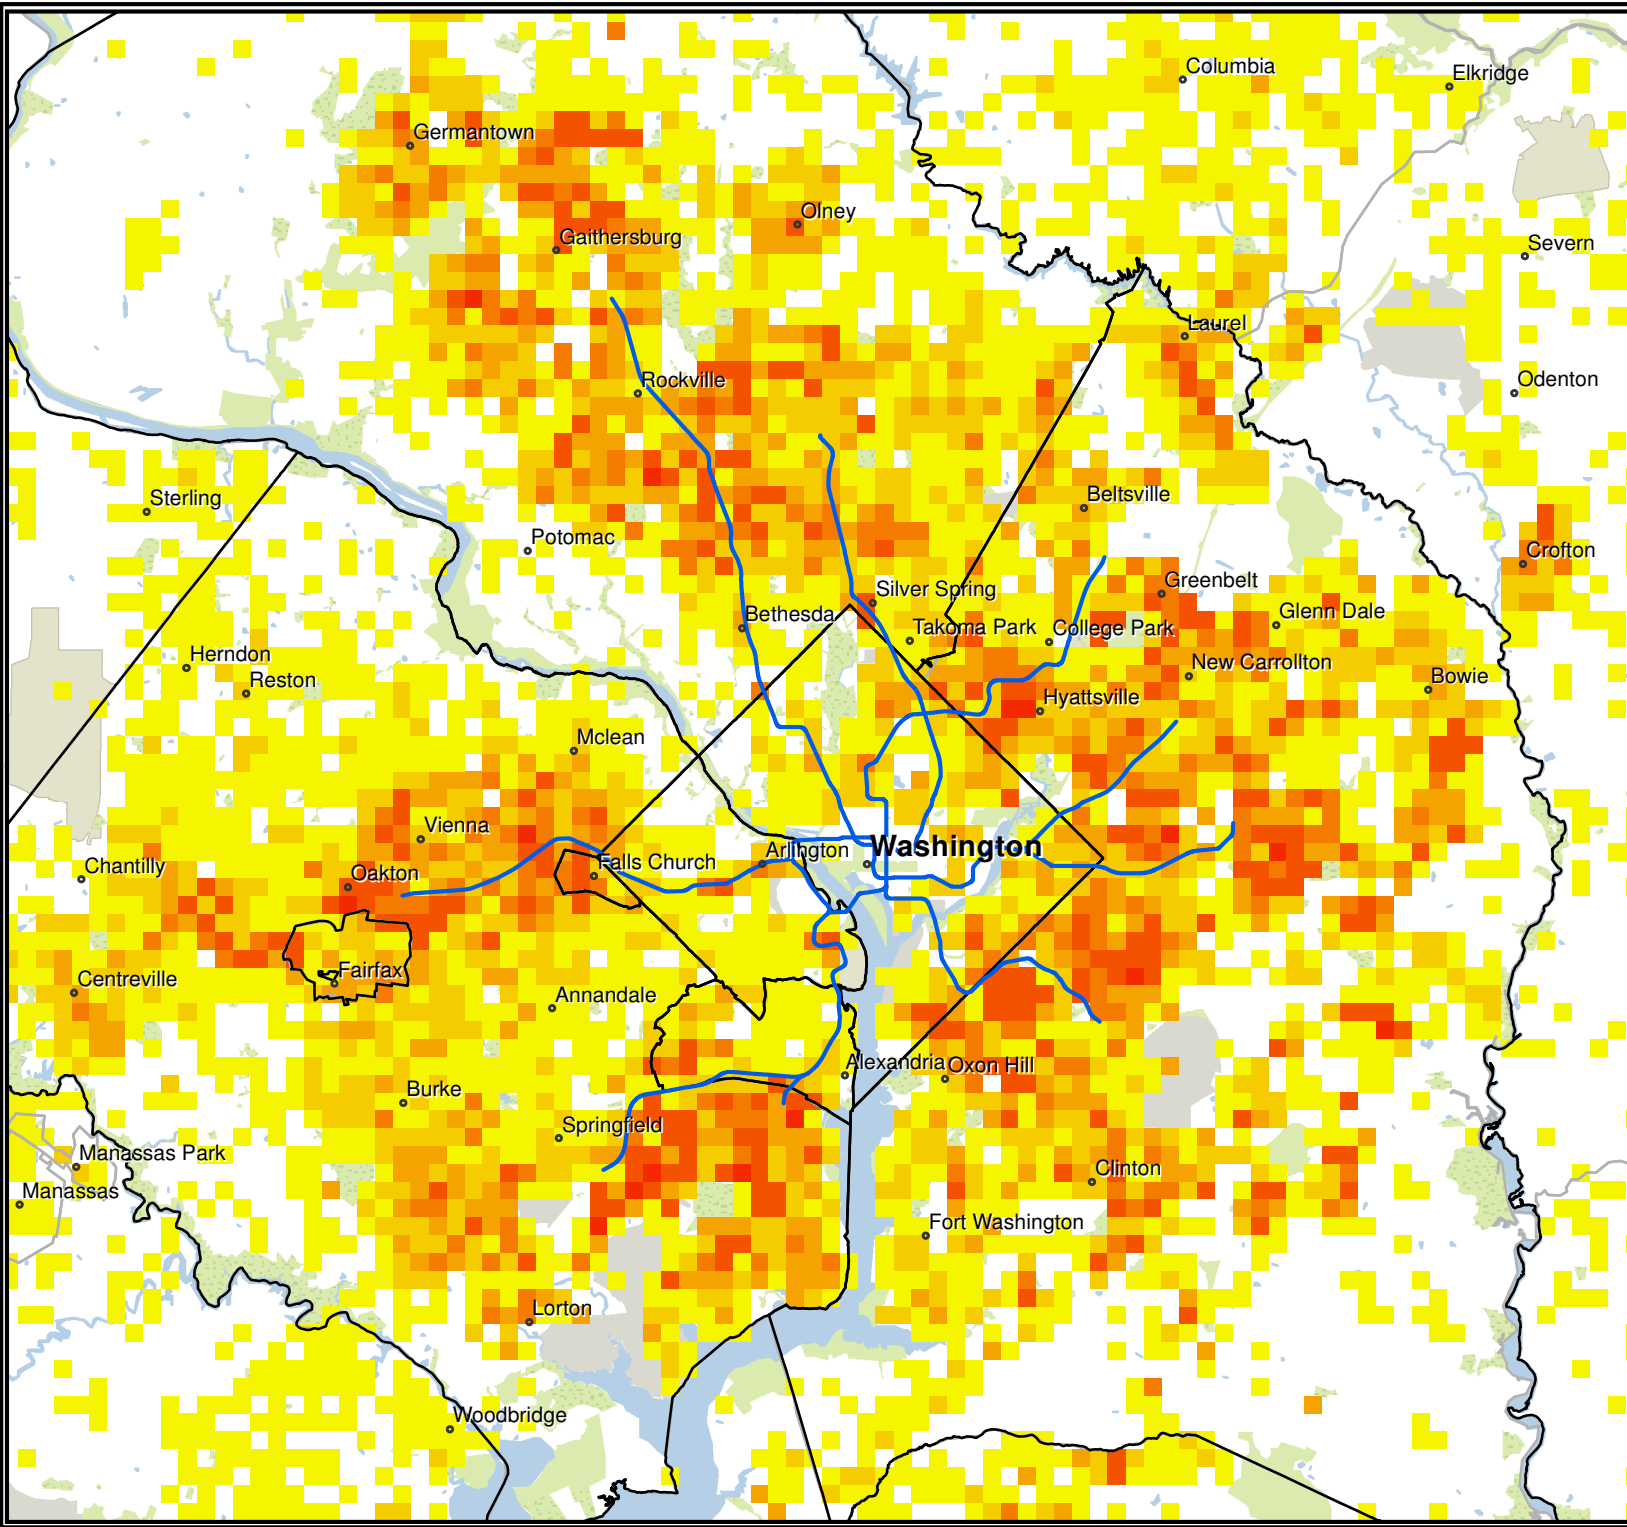 Columbia
Elkridge
Germantown
Olney
Gaithersburg
Severn
Laurel
Rockville
Odenton
Sterling
Beltsville
Potomac
Crofton
Silver Spring
Greenbelt
Bethesda
Glenn Dale
Takoma Park
College Park
Herndon
Reston
New Carrollton
Bowie
Hyattsville
Mclean
Vienna
Washington
Arlington
Chantilly
Falls Church
Oakton
Fairfax
Centreville
Annandale
Alexandria
Oxon Hill
Burke
Springfield
Manassas Park
Clinton
Manassas
Fort Washington
Lorton
Woodbridge